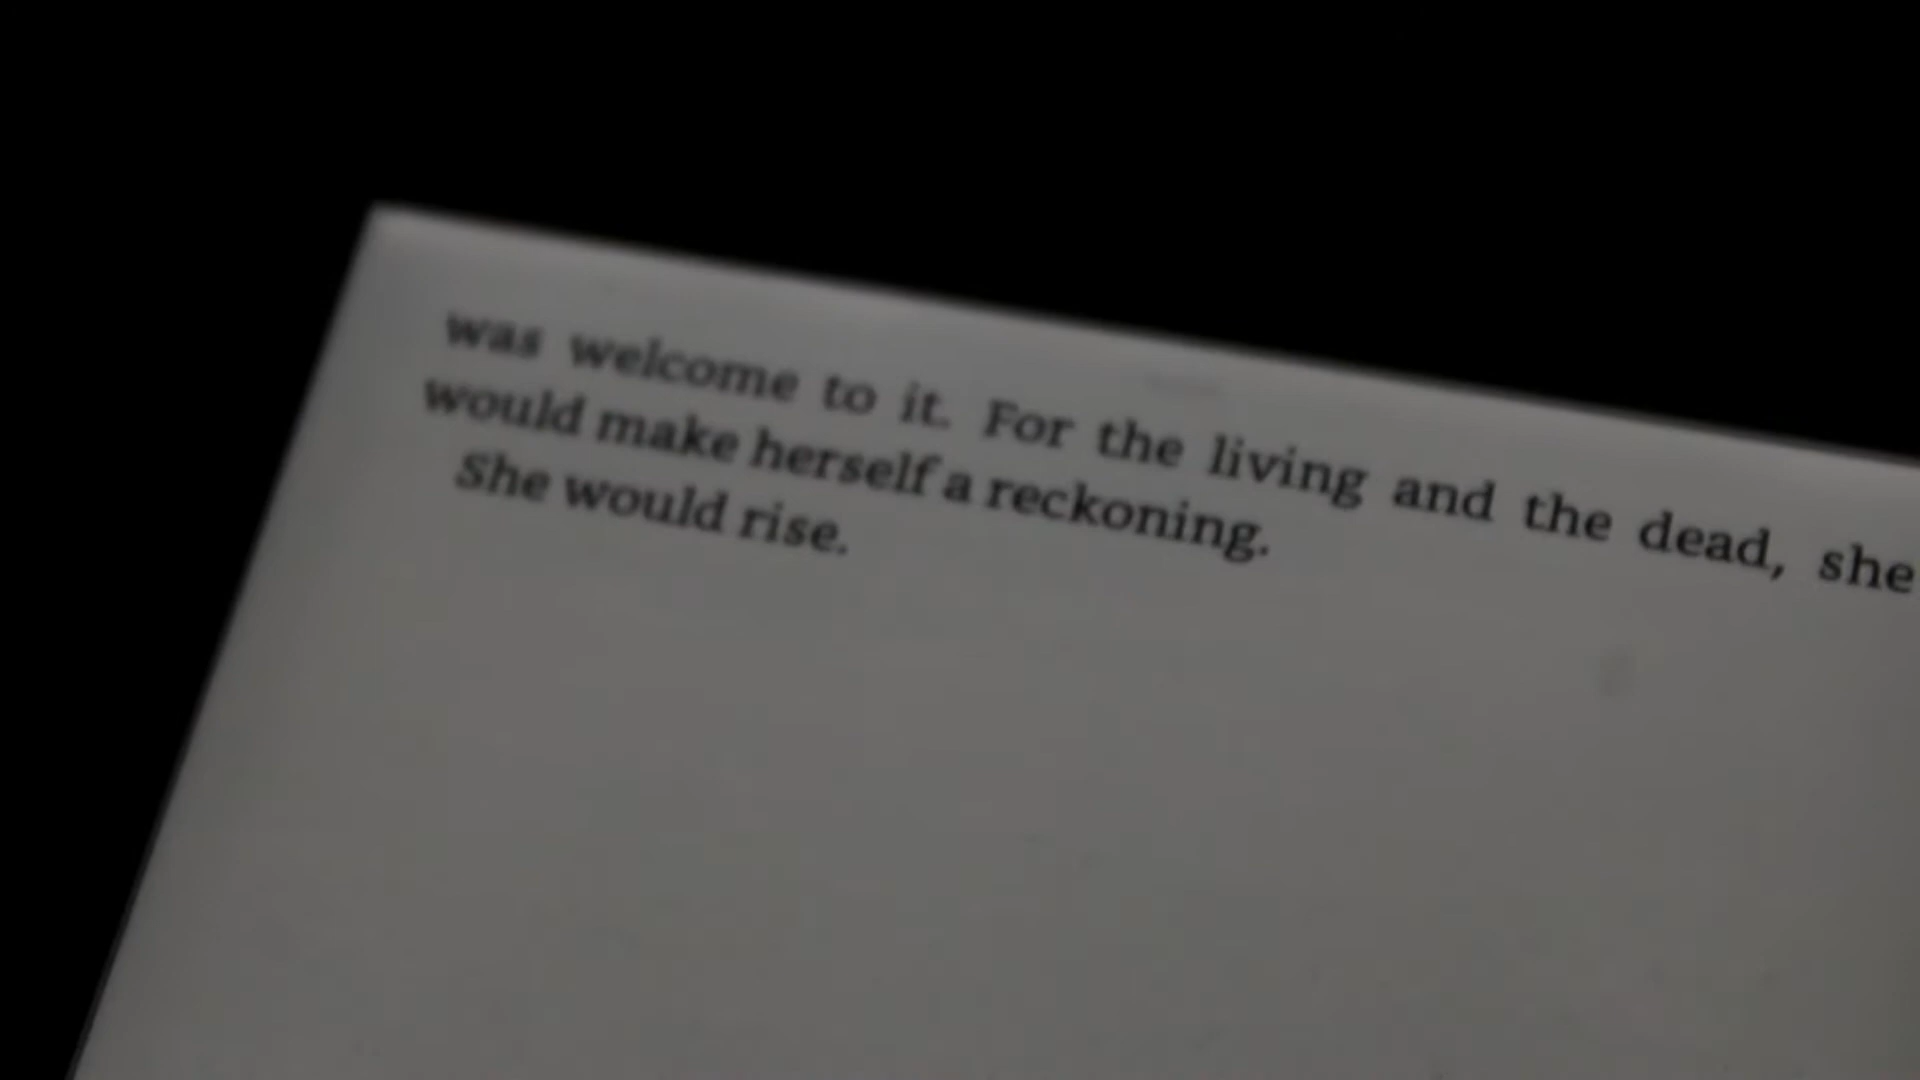 was welcome to it. For the living and the dead, she
would make herself a reckoning.
She would rise.